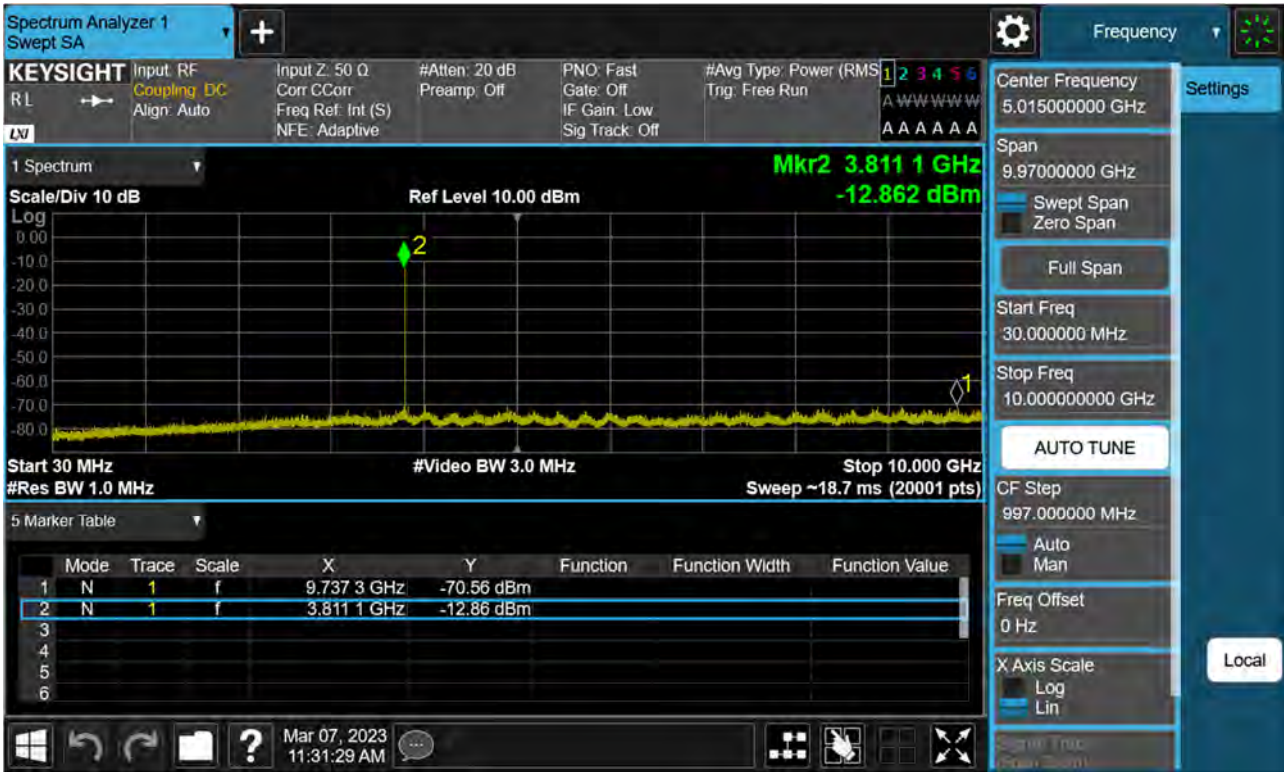 Spectrum Analyzer 1
Swept SA
+
Frequency
KEYSIGHT
RL
LXI
Input: RF
Coupling: DC
Align: Auto
Input Z: 50 Ω
Corr CCorr
Freq Ref: Int (S)
NFE: Adaptive
#Atten: 20 dB
Preamp: Off
PNO: Fast
Gate: Off
IF Gain: Low
Sig Track: Off
#Avg Type: Power (RMS
Trig: Free Run
1 2 3 4 5 6
A W W W W W
A A A A A A
1 Spectrum
Scale/Div 10 dB
Ref Level 10.00 dBm
Mkr2 3.811 1 GHz
-12.862 dBm
Log
0.00
-10.0
-20.0
-30.0
-40.0
-50.0
-60.0
-70.0
-80.0
2
1
Start 30 MHz
#Video BW 3.0 MHz
Stop 10.000 GHz
#Res BW 1.0 MHz
Sweep ~18.7 ms (20001 pts)
5 Marker Table
Mode Trace Scale X Y Function Function Width Function Value
1 N 1 f 9.737 3 GHz -70.56 dBm
2 N 1 f 3.811 1 GHz -12.86 dBm
3
4
5
6
Mar 07, 2023
11:31:29 AM
?
Center Frequency
5.015000000 GHz
Settings
Span
9.97000000 GHz
Swept Span
Zero Span
Full Span
Start Freq
30.000000 MHz
Stop Freq
10.000000000 GHz
AUTO TUNE
CF Step
997.000000 MHz
Auto
Man
Freq Offset
0 Hz
X Axis Scale
Log
Lin
Local